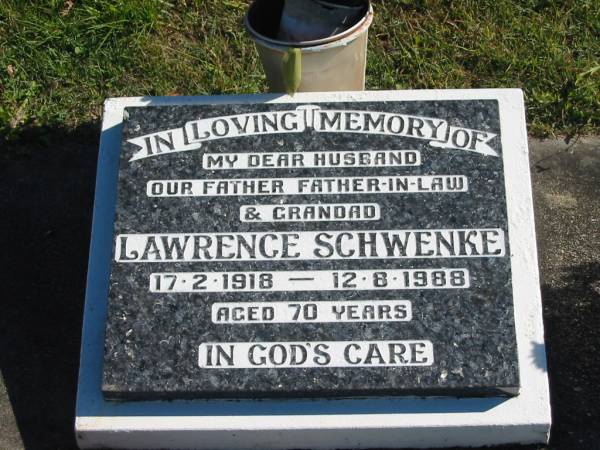 IN LOVING MEMORY OF
MY DEAR HUSBAND
OUR FATHER FATHER-IN-LAW
& GRANDAD
LAWRENCE SCHWENKE
17·2·1918 — 12·8·1988
AGED 70 YEARS
IN GOD'S CARE